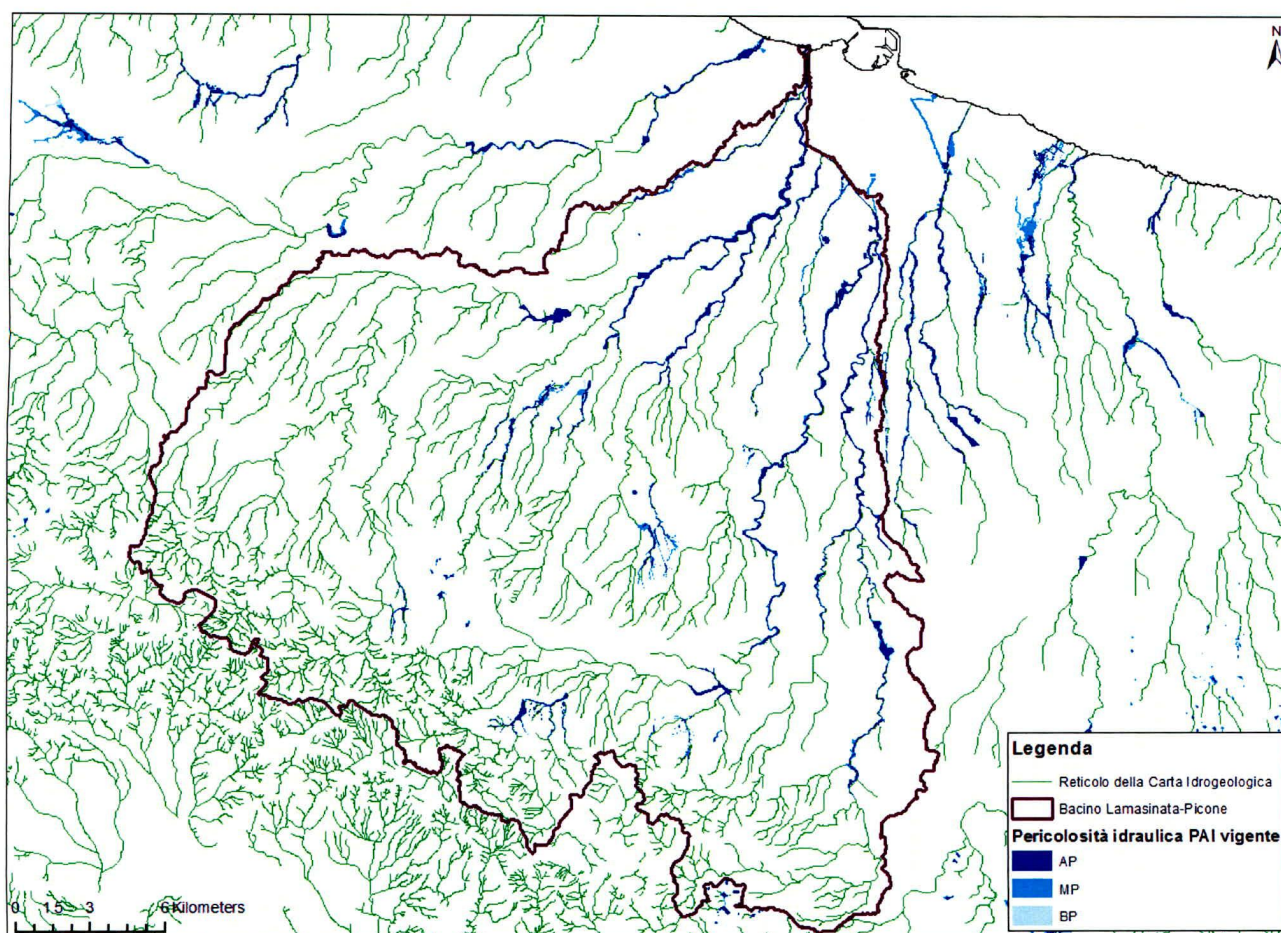 N
Legenda
Reticolo della Carta Idrogeologica
Bacino Lamasinata-Picone
Pericolosità idraulica PAI vigente
AP
MP
BP
0 1.5 3 6 Kilometers